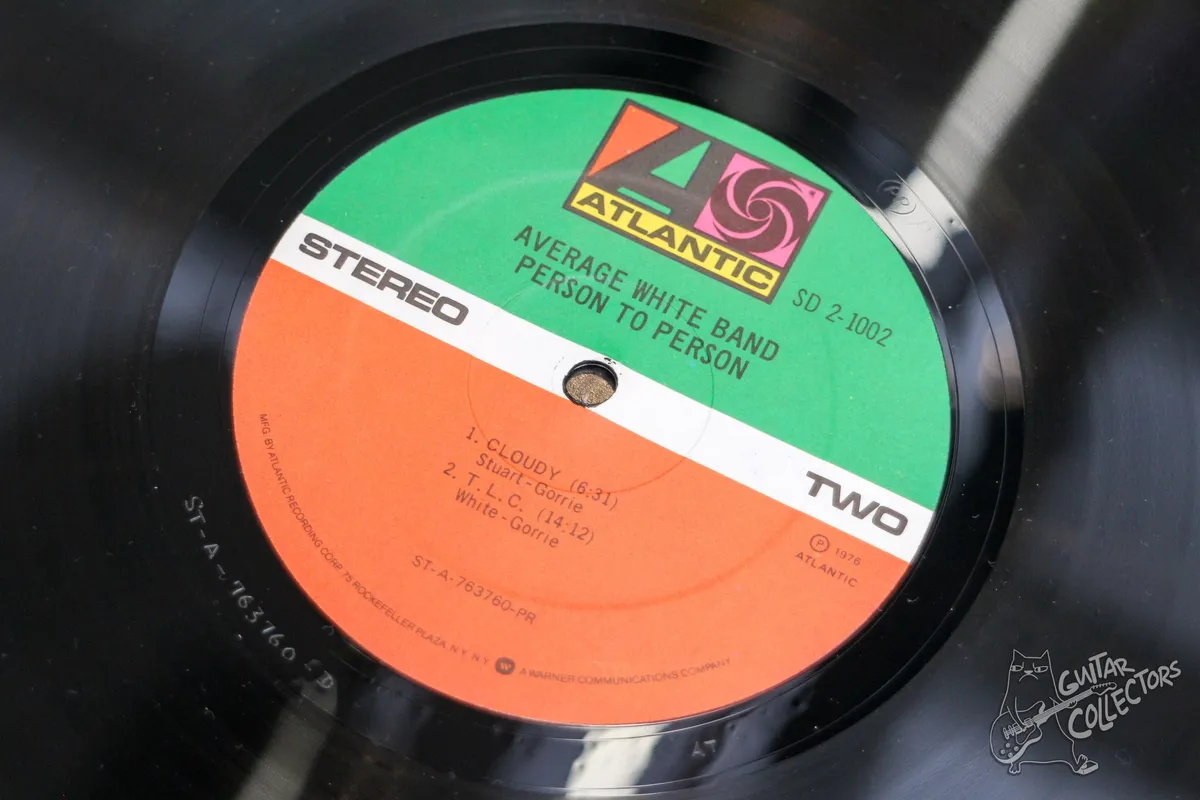 ATLANTIC
SD 2-1002
AVERAGE WHITE BAND
PERSON TO PERSON
STEREO
TWO
1. CLOUDY (6:31)
Stuart-Gorrie
2. T. L. C. (14:12)
White-Gorrie
ST-A-763760-PR
Ⓟ 1976
ATLANTIC
MFG. BY ATLANTIC RECORDING CORP. 75 ROCKEFELLER PLAZA, N.Y. N.Y. W A WARNER COMMUNICATIONS COMPANY
ST-A-763760-D
AT
GUITAR
COLLECTORS